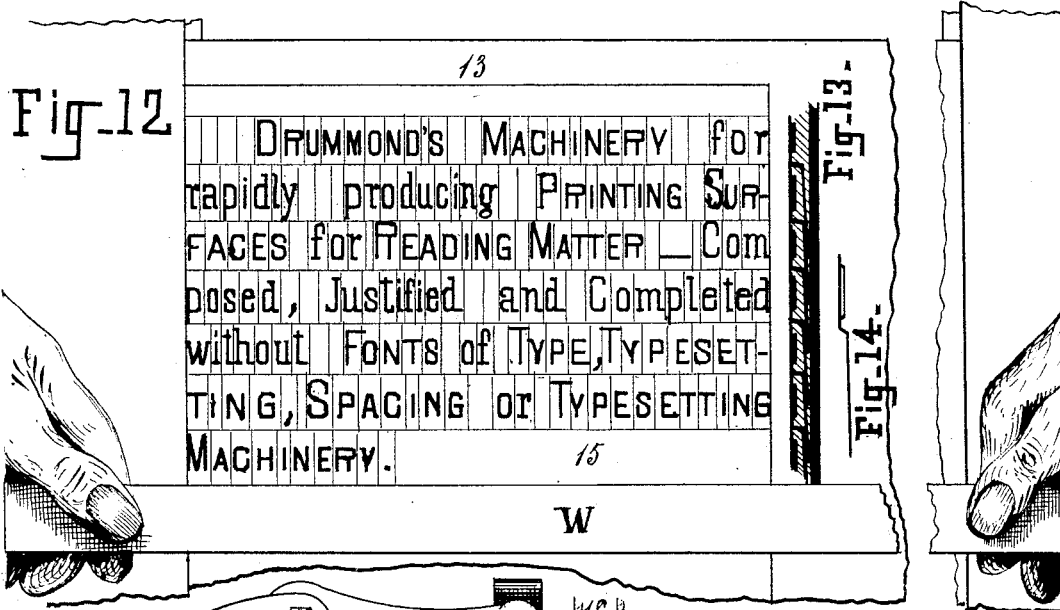 Fig-12
13
DRUMMOND'S MACHINERY for
rapidly producing PRINTING SUR-
FACES for READING MATTER — Com
posed, Justified and Completed
without FONTS of TYPE, TYPESET-
TING, SPACING or TYPESETTING
MACHINERY.
15
W
Fig-13-
Fig-14-